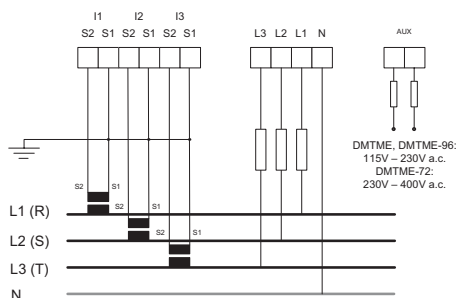 I1 I2 I3
S2 S1 S2 S1 S2 S1 L3 L2 L1 N AUX
DMTME, DMTME-96:
115V – 230V a.c.
DMTME-72:
230V – 400V a.c.
S2 S1
L1 (R) S2 S1
L2 (S) S2 S1
L3 (T)
N